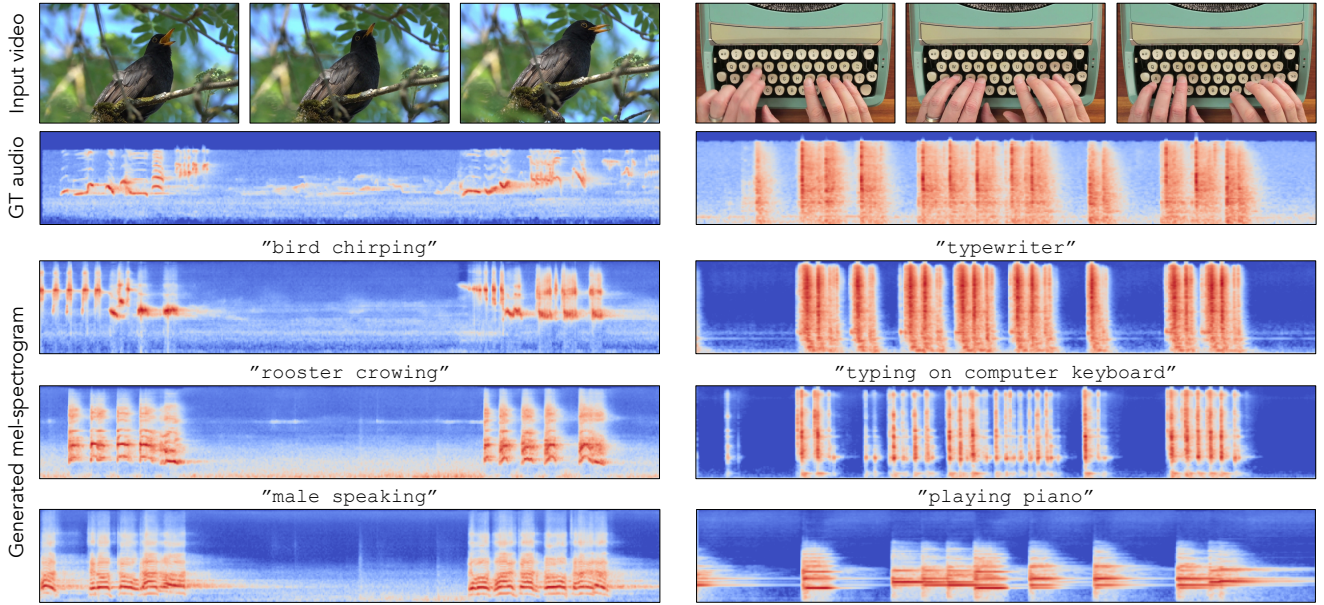 Input video
GT audio
Generated mel-spectrogram
”bird chirping”
”typewriter”
”rooster crowing”
”typing on computer keyboard”
”male speaking”
”playing piano”